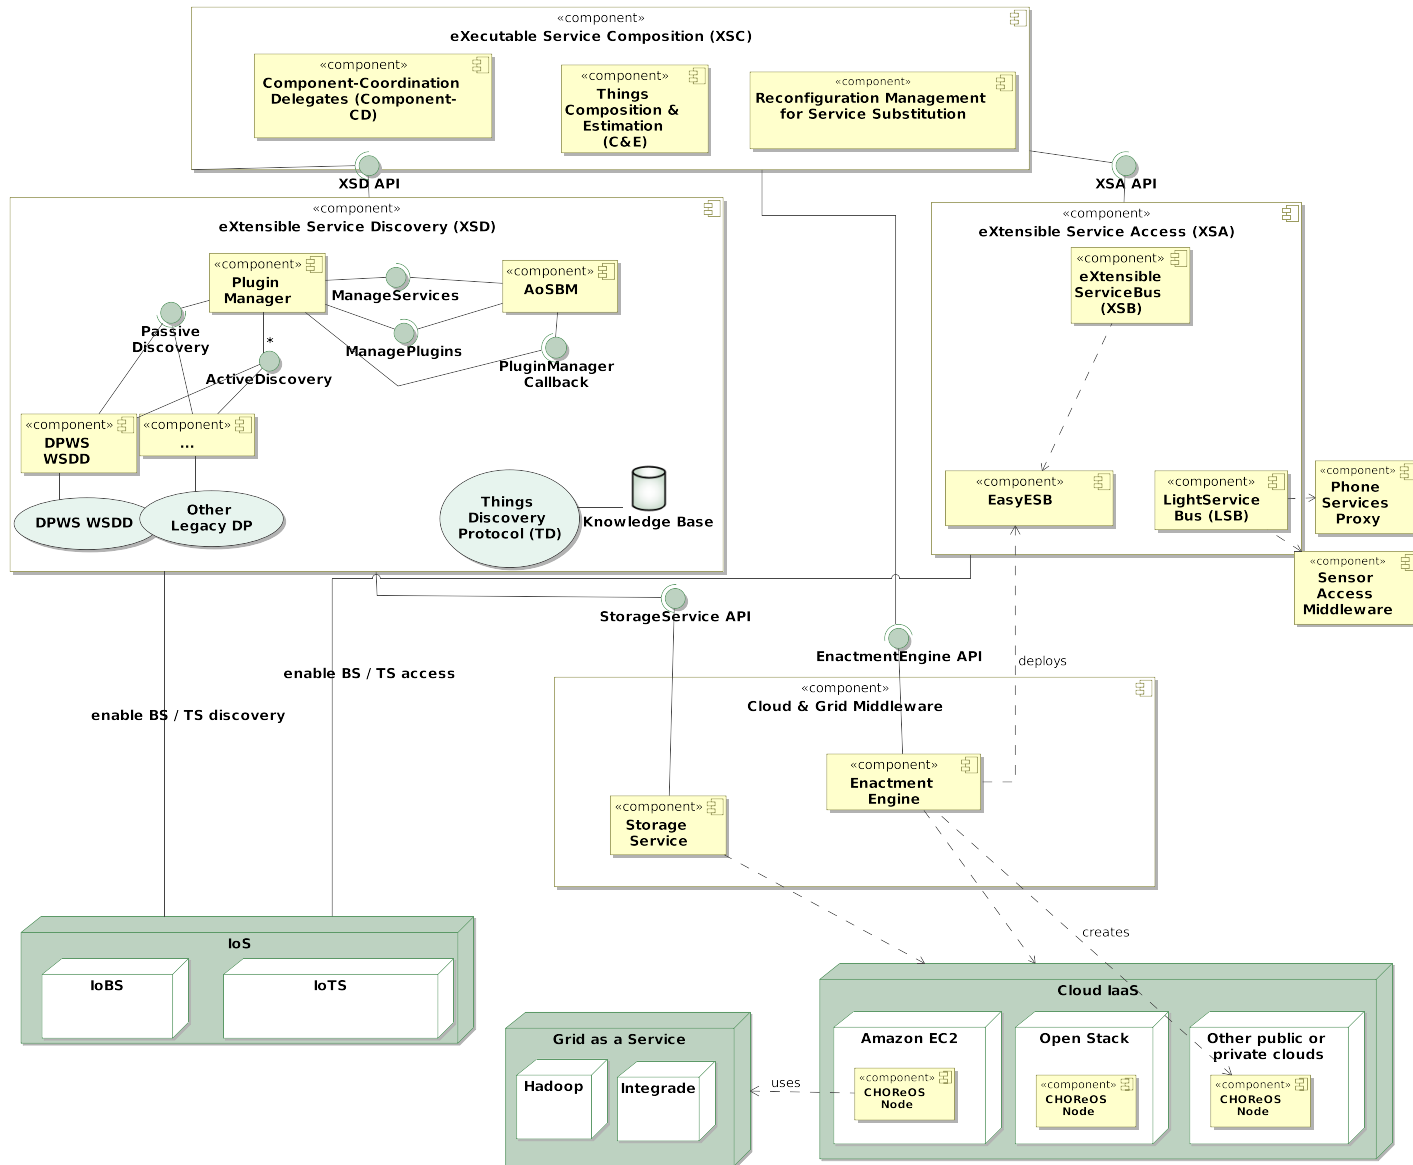 «component»
eXecutable Service Composition (XSC)
«component»
Component-Coordination
Delegates (Component-
CD)
«component»
Things
Composition &
Estimation
(C&E)
«component»
Reconfiguration Management
for Service Substitution
XSD API
XSA API
«component»
eXtensible Service Discovery (XSD)
«component»
Plugin
Manager
ManageServices
«component»
AoSBM
Passive
Discovery
*
ActiveDiscovery
ManagePlugins
PluginManager
Callback
«component»
DPWS
WSDD
«component»
...
DPWS WSDD
Other
Legacy DP
Things
Discovery
Protocol (TD)
Knowledge Base
«component»
eXtensible Service Access (XSA)
«component»
eXtensible
ServiceBus
(XSB)
«component»
EasyESB
«component»
LightService
Bus (LSB)
«component»
Phone
Services
Proxy
«component»
Sensor
Access
Middleware
StorageService API
EnactmentEngine API
deploys
enable BS / TS access
enable BS / TS discovery
«component»
Cloud & Grid Middleware
«component»
Enactment
Engine
«component»
Storage
Service
creates
IoS
IoBS
IoTS
Grid as a Service
Hadoop
Integrade
uses
Cloud IaaS
Amazon EC2
«component»
CHOReOS
Node
Open Stack
«component»
CHOReOS
Node
Other public or
private clouds
«component»
CHOReOS
Node